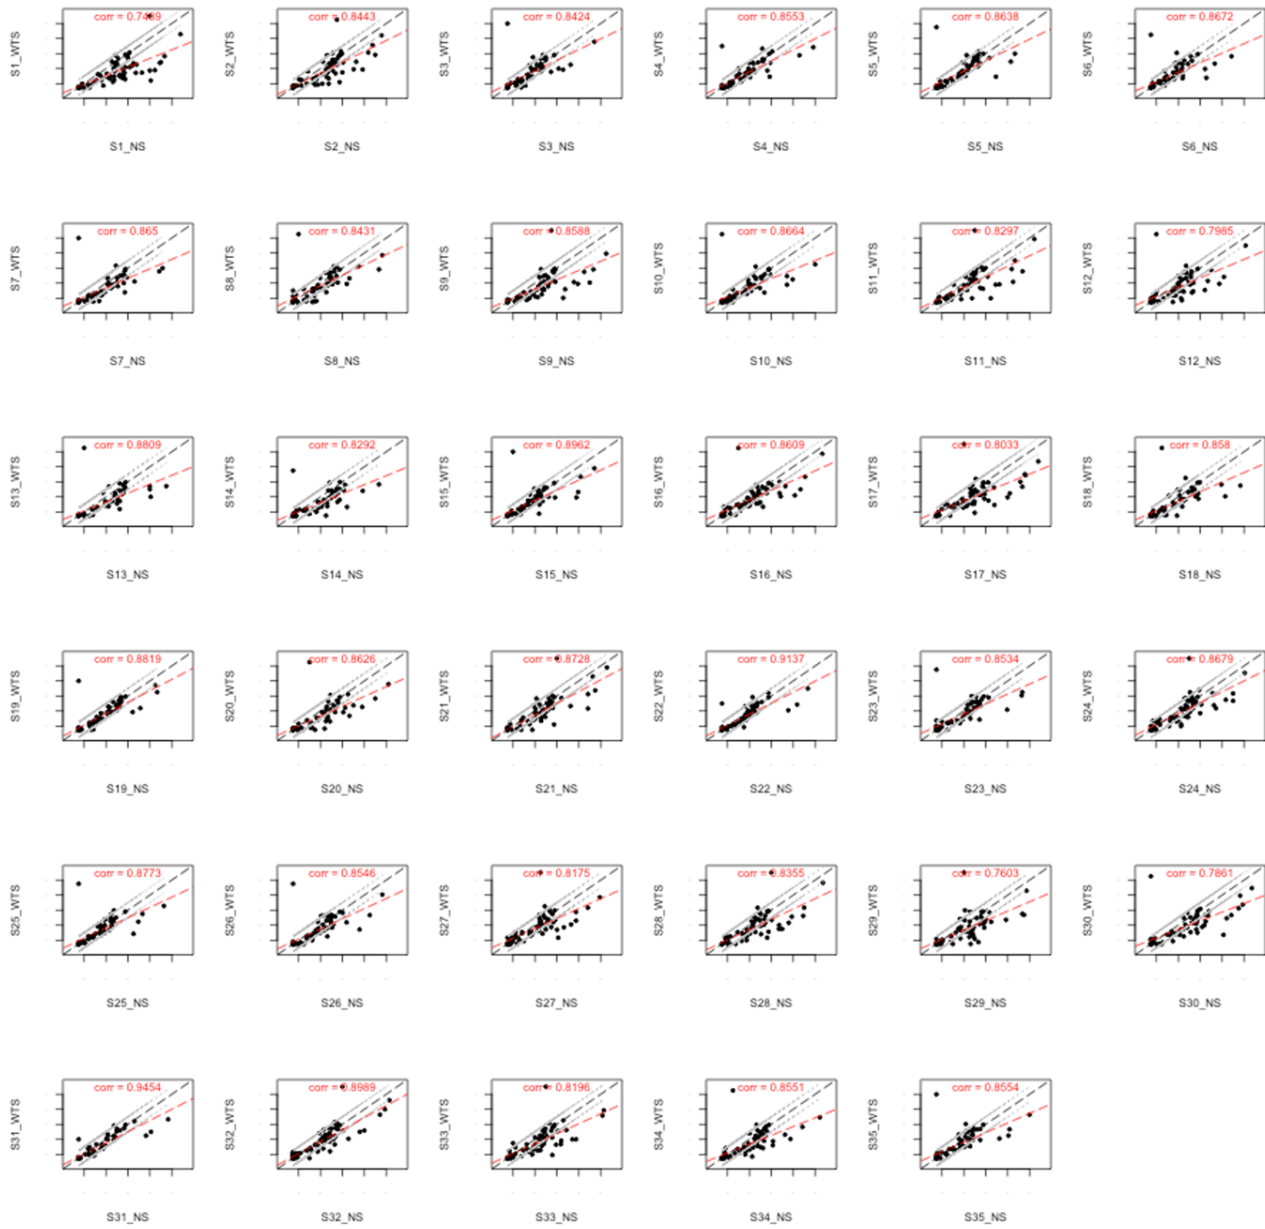 S1_WTS
corr = 0.7489
S1_NS
S2_WTS
corr = 0.8443
S2_NS
S3_WTS
corr = 0.8424
S3_NS
S4_WTS
corr = 0.8553
S4_NS
S5_WTS
corr = 0.8638
S5_NS
S6_WTS
corr = 0.8672
S6_NS
S7_WTS
corr = 0.865
S7_NS
S8_WTS
corr = 0.8431
S8_NS
S9_WTS
corr = 0.8588
S9_NS
S10_WTS
corr = 0.8664
S10_NS
S11_WTS
corr = 0.8297
S11_NS
S12_WTS
corr = 0.7985
S12_NS
S13_WTS
corr = 0.8809
S13_NS
S14_WTS
corr = 0.8292
S14_NS
S15_WTS
corr = 0.8962
S15_NS
S16_WTS
corr = 0.8609
S16_NS
S17_WTS
corr = 0.8033
S17_NS
S18_WTS
corr = 0.858
S18_NS
S19_WTS
corr = 0.8819
S19_NS
S20_WTS
corr = 0.8626
S20_NS
S21_WTS
corr = 0.8728
S21_NS
S22_WTS
corr = 0.9137
S22_NS
S23_WTS
corr = 0.8534
S23_NS
S24_WTS
corr = 0.8679
S24_NS
S25_WTS
corr = 0.8773
S25_NS
S26_WTS
corr = 0.8546
S26_NS
S27_WTS
corr = 0.8175
S27_NS
S28_WTS
corr = 0.8355
S28_NS
S29_WTS
corr = 0.7603
S29_NS
S30_WTS
corr = 0.7861
S30_NS
S31_WTS
corr = 0.9454
S31_NS
S32_WTS
corr = 0.8989
S32_NS
S33_WTS
corr = 0.8196
S33_NS
S34_WTS
corr = 0.8551
S34_NS
S35_WTS
corr = 0.8554
S35_NS